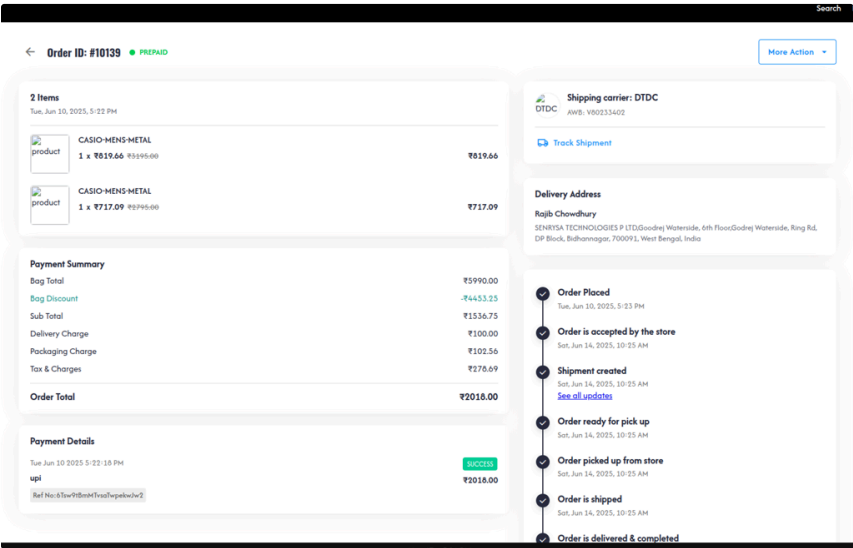 Search
Order ID: #10139 PREPAID
More Action
2 Items
Tue, Jun 10, 2025, 5:22 PM
product
CASIO-MENS-METAL
1 x ₹819.66 ₹3195.00
₹819.66
product
CASIO-MENS-METAL
1 x ₹717.09 ₹2795.00
₹717.09
Payment Summary
Bag Total ₹5990.00
Bag Discount -₹4453.25
Sub Total ₹1536.75
Delivery Charge ₹100.00
Packaging Charge ₹102.56
Tax & Charges ₹278.69
Order Total ₹2018.00
Payment Details
Tue Jun 10 2025 5:22:18 PM SUCCESS
upi ₹2018.00
Ref No:6Tsw9tBmMTvsaTwpekwJw2
DTDC
Shipping carrier: DTDC
AWB: V80233402
Track Shipment
Delivery Address
Rajib Chowdhury
SENRYSA TECHNOLOGIES P LTD,Goodrej Waterside, 6th Floor,Godrej Waterside, Ring Rd,
DP Block, Bidhannagar, 700091, West Bengal, India
Order Placed
Tue, Jun 10, 2025, 5:23 PM
Order is accepted by the store
Sat, Jun 14, 2025, 10:25 AM
Shipment created
Sat, Jun 14, 2025, 10:25 AM
See all updates
Order ready for pick up
Sat, Jun 14, 2025, 10:25 AM
Order picked up from store
Sat, Jun 14, 2025, 10:25 AM
Order is shipped
Sat, Jun 14, 2025, 10:25 AM
Order is delivered & completed